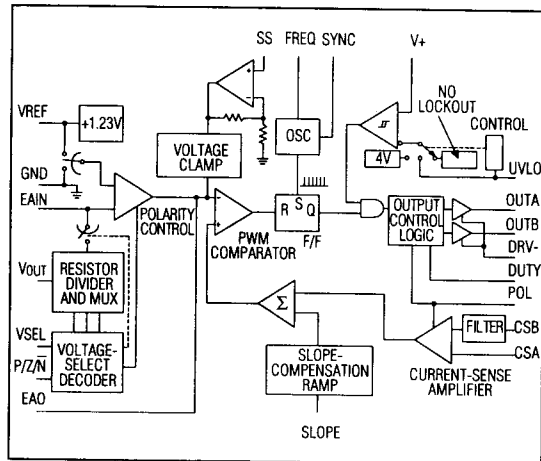 SS
FREQ
SYNC
V+
VREF
+1.23V
NO
LOCKOUT
CONTROL
OSC
VOLTAGE
CLAMP
4V
UVLO
GND
EAIN
POLARITY
CONTROL
PWM
COMPARATOR
R
S
Q
F/F
OUTPUT
CONTROL
LOGIC
OUTA
OUTB
DRV-
DUTY
POL
VOUT
RESISTOR
DIVIDER
AND MUX
Σ
FILTER
CSB
CSA
VSEL
P/Z/N
VOLTAGE-
SELECT
DECODER
EAO
SLOPE-
COMPENSATION
RAMP
CURRENT-SENSE
AMPLIFIER
SLOPE